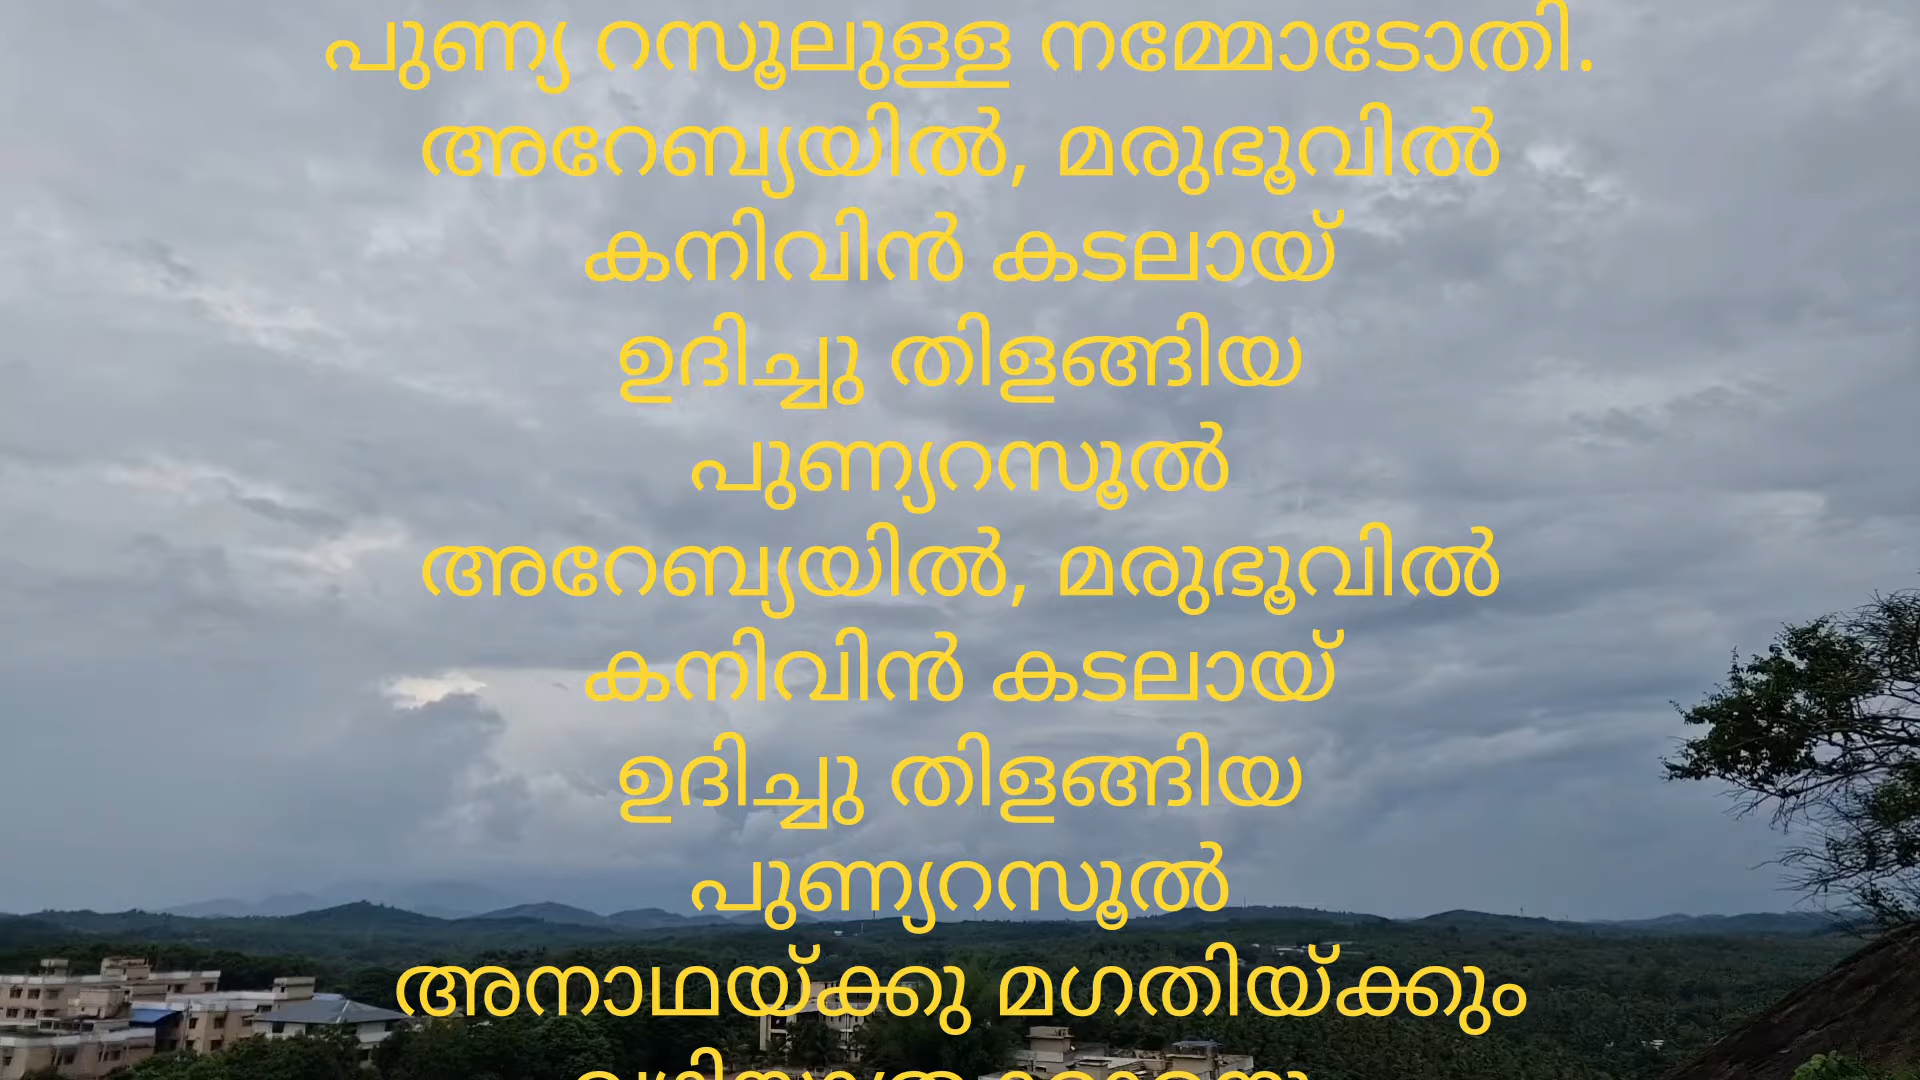 പുണ്യ റസൂലുള്ള നമ്മോടോതി.
അറേബ്യയിൽ, മരുഭൂവിൽ
കനിവിൻ കടലായ്
ഉദിച്ചു തിളങ്ങിയ
പുണ്യറസൂൽ
അറേബ്യയിൽ, മരുഭൂവിൽ
കനിവിൻ കടലായ്
ഉദിച്ചു തിളങ്ങിയ
പുണ്യറസൂൽ
അനാഥയ്ക്കു മഗതിയ്ക്കും